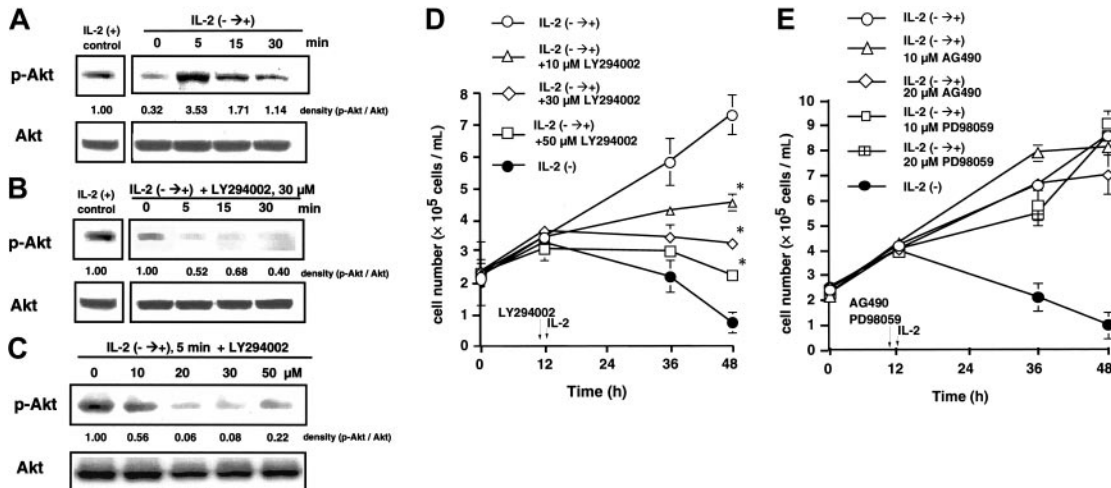 A
IL-2 (+)
control
IL-2 (- →+)
0 5 15 30 min
p-Akt
1.00 0.32 3.53 1.71 1.14 density (p-Akt / Akt)
Akt
B
IL-2 (+)
control
IL-2 (- →+) + LY294002, 30 µM
0 5 15 30 min
p-Akt
1.00 1.00 0.52 0.68 0.40 density (p-Akt / Akt)
Akt
C
IL-2 (- →+), 5 min + LY294002
0 10 20 30 50 µM
p-Akt
1.00 0.56 0.06 0.08 0.22 density (p-Akt / Akt)
Akt
D
IL-2 (- →+)
IL-2 (- →+)
+10 µM LY294002
IL-2 (- →+)
+30 µM LY294002
IL-2 (- →+)
+50 µM LY294002
IL-2 (-)
cell number (× 10⁵ cells / mL)
8
7
6
5
4
3
2
1
0
*
*
*
LY294002
IL-2
0 12 24 36 48
Time (h)
E
IL-2 (- →+)
IL-2 (- →+)
10 µM AG490
IL-2 (- →+)
20 µM AG490
IL-2 (- →+)
10 µM PD98059
IL-2 (- →+)
20 µM PD98059
IL-2 (-)
cell number (× 10⁵ cells / mL)
10
9
8
7
6
5
4
3
2
1
0
AG490
PD98059
IL-2
0 12 24 36 48
Time (h)